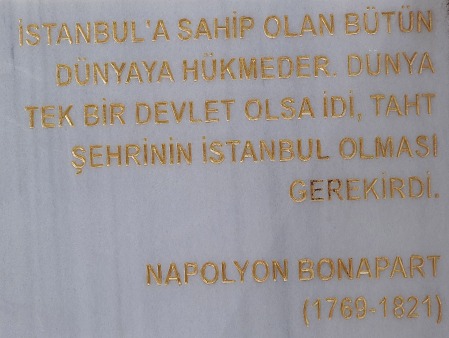 İSTANBUL'A SAHİP OLAN BÜTÜN
DÜNYAYA HÜKMEDER. DÜNYA
TEK BİR DEVLET OLSA İDİ, TAHT
ŞEHRİNİN İSTANBUL OLMASI
GEREKİRDİ.
NAPOLYON BONAPART
(1769-1821)